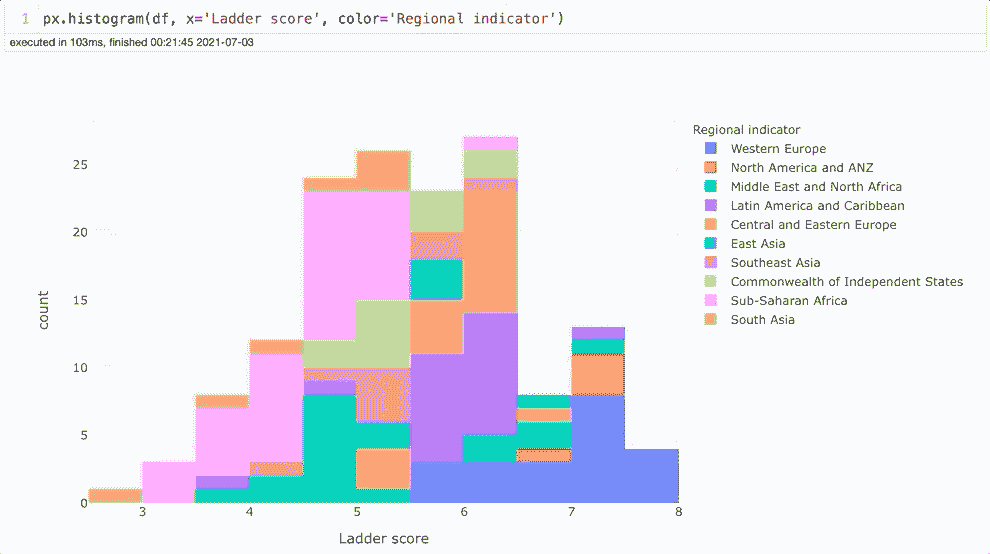 1 px.histogram(df, x='Ladder score', color='Regional indicator')
executed in 103ms, finished 00:21:45 2021-07-03
Regional indicator
Western Europe
North America and ANZ
Middle East and North Africa
Latin America and Caribbean
Central and Eastern Europe
East Asia
Southeast Asia
Commonwealth of Independent States
Sub-Saharan Africa
South Asia
count
25
20
15
10
5
0
3 4 5 6 7 8
Ladder score